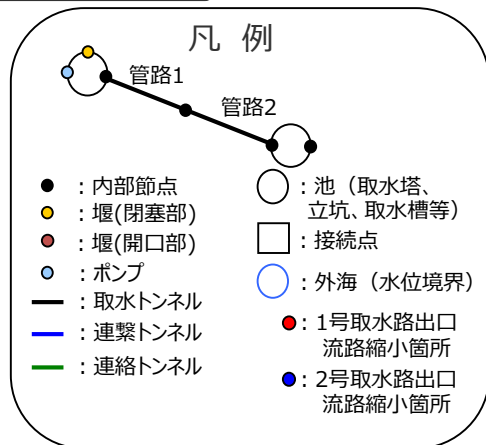 凡 例
管路1
管路2
：内部節点
：堰(閉塞部)
：堰(開口部)
：ポンプ
：取水トンネル
：連繋トンネル
：連絡トンネル
：池（取水塔、
立坑、取水槽等）
：接続点
：外海（水位境界）
：1号取水路出口
流路縮小箇所
：2号取水路出口
流路縮小箇所